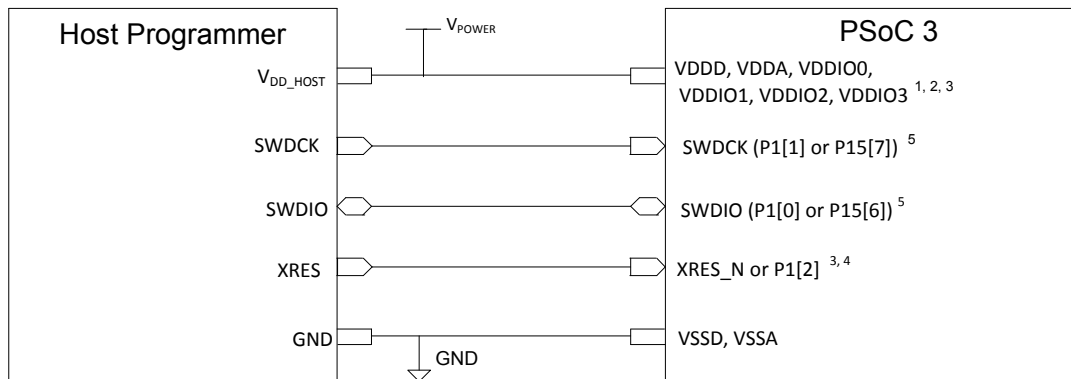 Host Programmer
PSoC 3
V_POWER
V_DD_HOST
VDDD, VDDA, VDDIO0,
VDDIO1, VDDIO2, VDDIO3 1, 2, 3
SWDCK
SWDCK (P1[1] or P15[7]) 5
SWDIO
SWDIO (P1[0] or P15[6]) 5
XRES
XRES_N or P1[2] 3, 4
GND
GND
VSSD, VSSA